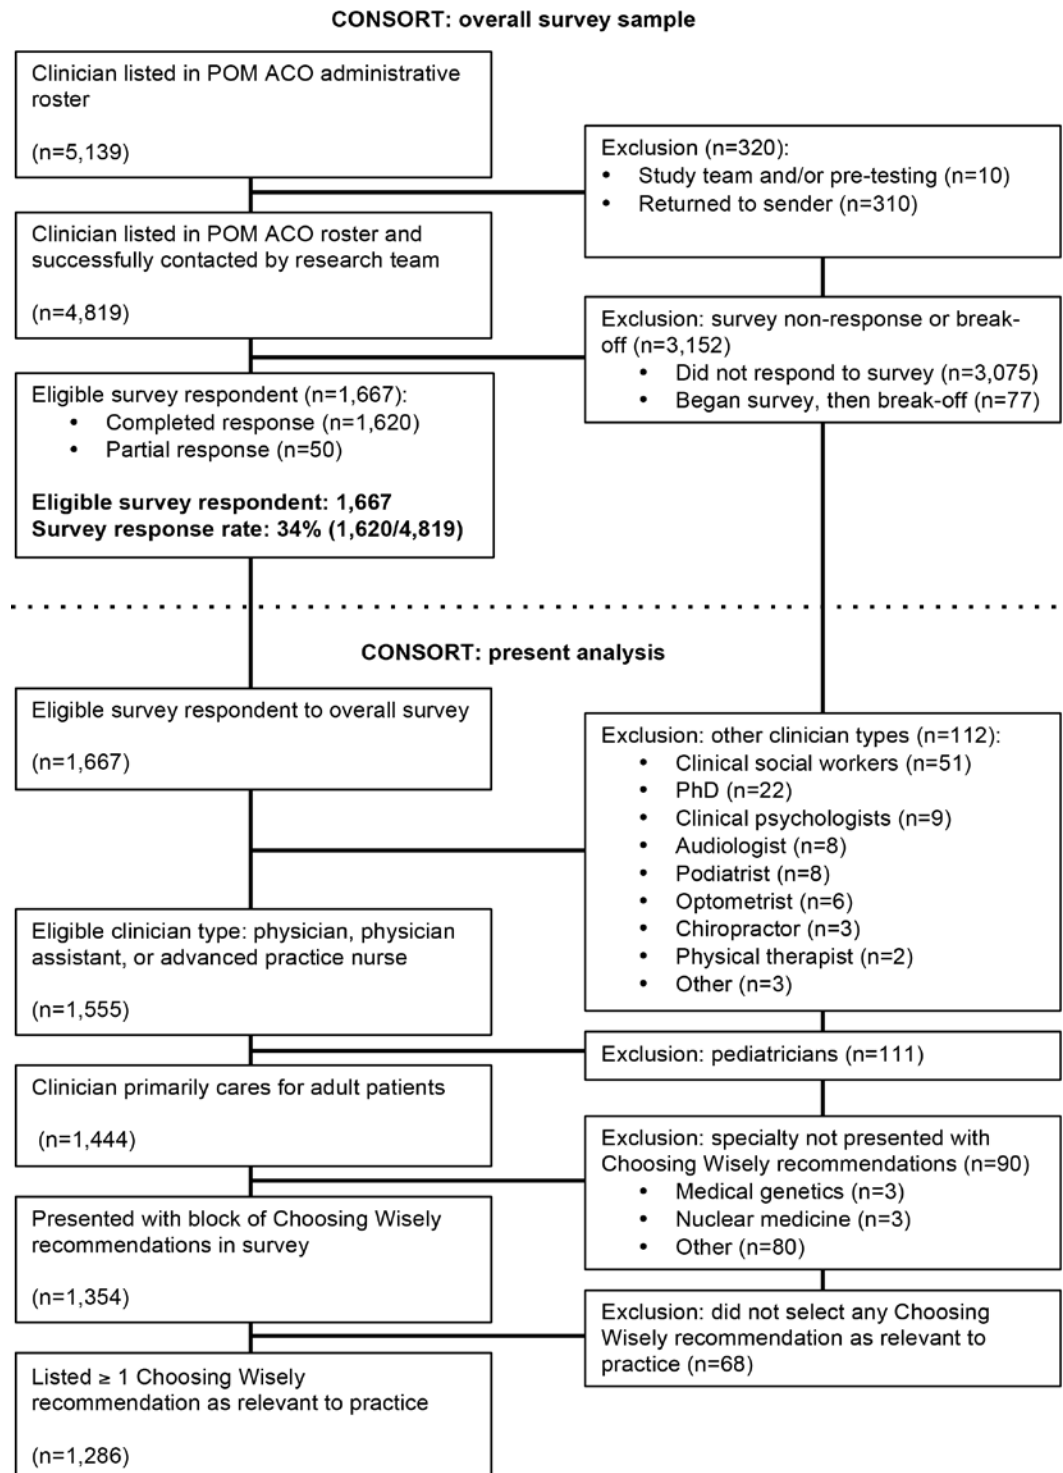 CONSORT: overall survey sample
Clinician listed in POM ACO administrative
roster
(n=5,139)
Exclusion (n=320):
• Study team and/or pre-testing (n=10)
• Returned to sender (n=310)
Clinician listed in POM ACO roster and
successfully contacted by research team
(n=4,819)
Exclusion: survey non-response or break-
off (n=3,152)
• Did not respond to survey (n=3,075)
• Began survey, then break-off (n=77)
Eligible survey respondent (n=1,667):
• Completed response (n=1,620)
• Partial response (n=50)
Eligible survey respondent: 1,667
Survey response rate: 34% (1,620/4,819)
CONSORT: present analysis
Eligible survey respondent to overall survey
(n=1,667)
Exclusion: other clinician types (n=112):
• Clinical social workers (n=51)
• PhD (n=22)
• Clinical psychologists (n=9)
• Audiologist (n=8)
• Podiatrist (n=8)
• Optometrist (n=6)
• Chiropractor (n=3)
• Physical therapist (n=2)
• Other (n=3)
Eligible clinician type: physician, physician
assistant, or advanced practice nurse
(n=1,555)
Exclusion: pediatricians (n=111)
Clinician primarily cares for adult patients
(n=1,444)
Exclusion: specialty not presented with
Choosing Wisely recommendations (n=90)
• Medical genetics (n=3)
• Nuclear medicine (n=3)
• Other (n=80)
Presented with block of Choosing Wisely
recommendations in survey
(n=1,354)
Exclusion: did not select any Choosing
Wisely recommendation as relevant to
practice (n=68)
Listed ≥ 1 Choosing Wisely
recommendation as relevant to practice
(n=1,286)